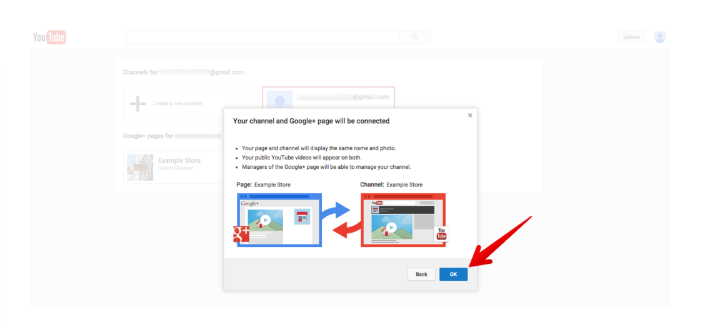 YouTube
Upload
Channels for @gmail.com
Create a new channel
@gmail.com
Google+ pages for
Example Store
Create Channel
Your channel and Google+ page will be connected
×
• Your page and channel will display the same name and photo.
• Your public YouTube videos will appear on both.
• Managers of the Google+ page will be able to manage your channel.
Page: Example Store
Channel: Example Store
Google+
YouTube
g+
You
Tube
Back
OK